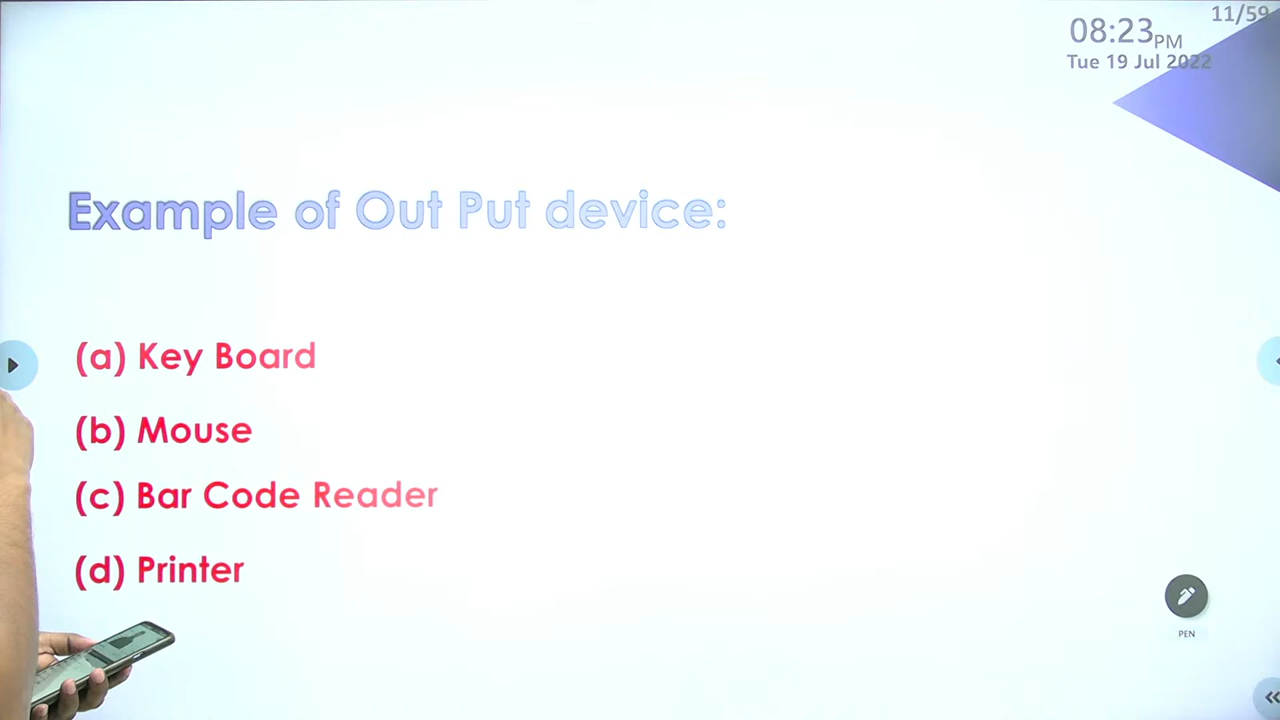 11/59
08:23PM
Tue 19 Jul 2022
Example of Out Put device:
(a) Key Board
(b) Mouse
(c) Bar Code Reader
(d) Printer
PEN